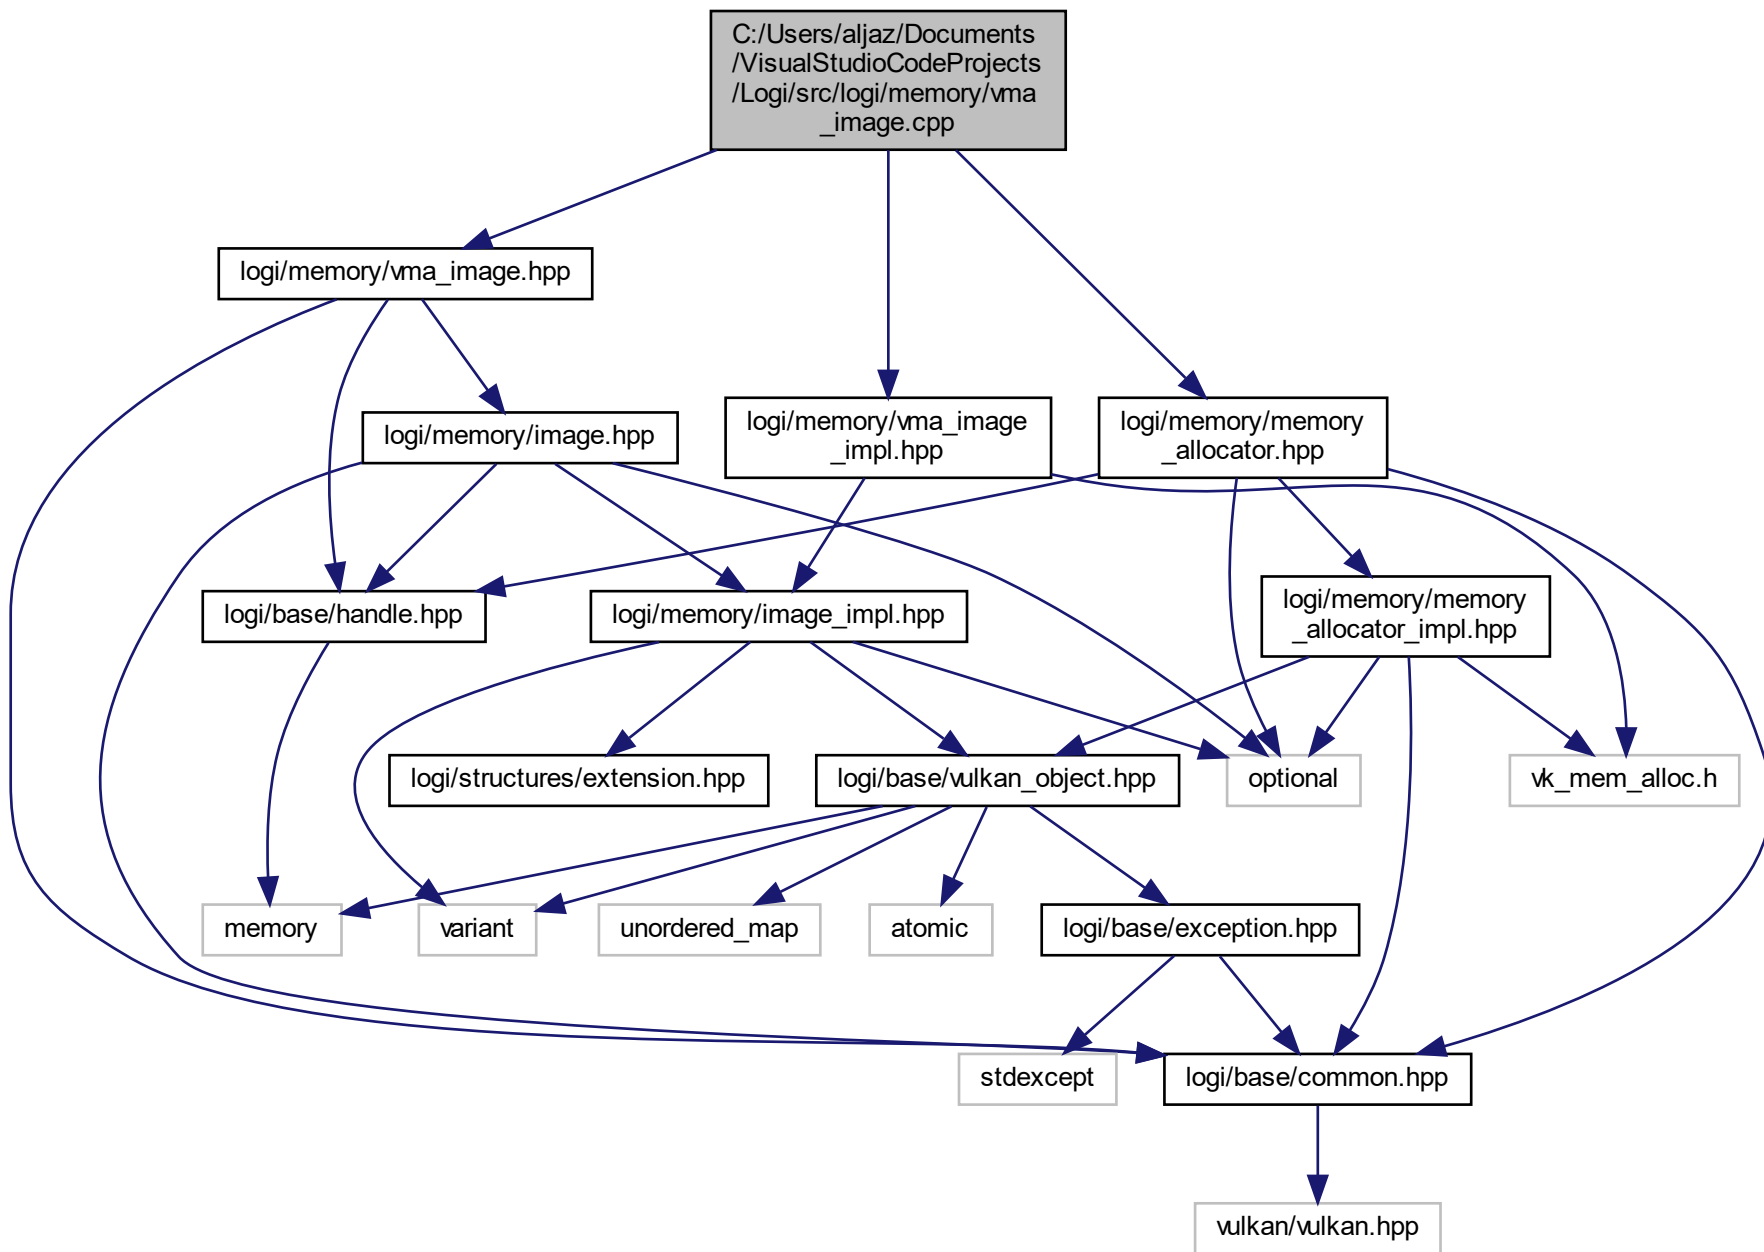 C:/Users/aljaz/Documents
/VisualStudioCodeProjects
/Logi/src/logi/memory/vma
_image.cpp
logi/memory/vma_image.hpp
logi/memory/image.hpp
logi/memory/vma_image
_impl.hpp
logi/memory/memory
_allocator.hpp
logi/base/handle.hpp
logi/memory/image_impl.hpp
logi/memory/memory
_allocator_impl.hpp
logi/structures/extension.hpp
logi/base/vulkan_object.hpp
optional
vk_mem_alloc.h
memory
variant
unordered_map
atomic
logi/base/exception.hpp
stdexcept
logi/base/common.hpp
vulkan/vulkan.hpp